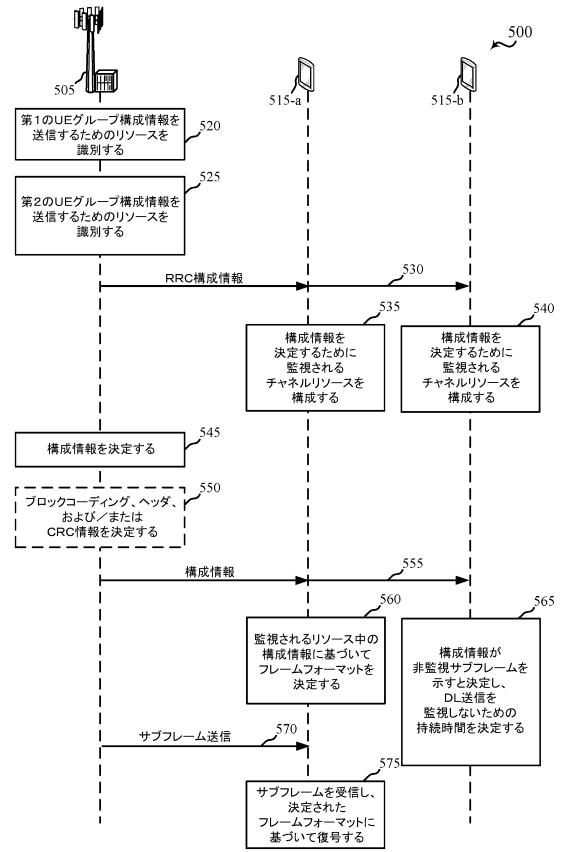 500
505
515-a
515-b
第1のUEグループ構成情報を
送信するためのリソースを
識別する
520
第2のUEグループ構成情報を
送信するためのリソースを
識別する
525
RRC構成情報
530
構成情報を
決定するために
監視される
チャネルリソースを
構成する
535
構成情報を
決定するために
監視される
チャネルリソースを
構成する
540
構成情報を決定する
545
ブロックコーディング、ヘッダ、
および/または
CRC情報を決定する
550
構成情報
555
監視されるリソース中の
構成情報に基づいて
フレームフォーマットを
決定する
560
構成情報が
非監視サブフレームを
示すと決定し、
DL送信を
監視しないための
持続時間を決定する
565
サブフレーム送信
570
サブフレームを受信し、
決定された
フレームフォーマットに
基づいて復号する
575